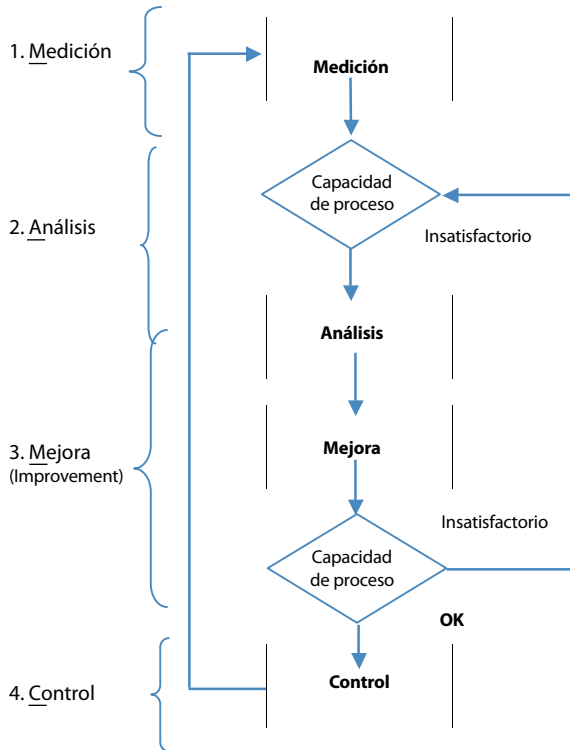 1. Medición
Medición
Capacidad
de proceso
2. Análisis
Insatisfactorio
Análisis
3. Mejora
(Improvement)
Mejora
Insatisfactorio
Capacidad
de proceso
OK
4. Control
Control